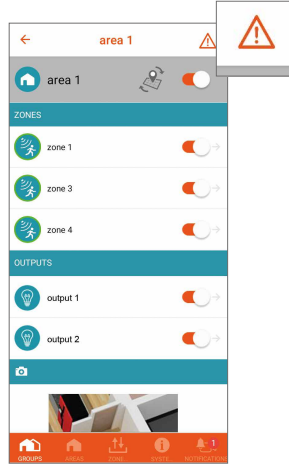 area 1
area 1
ZONES
zone 1
zone 3
zone 4
OUTPUTS
output 1
output 2
1
GROUPS AREAS ZONE... SYSTE... NOTIFICATIONS